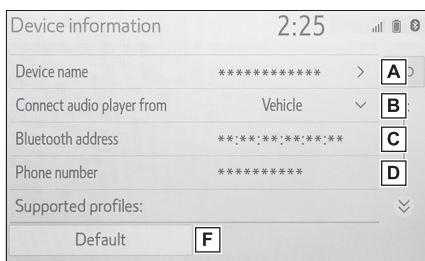 Device information 2:25
Device name ************ > A
Connect audio player from Vehicle B
Bluetooth address **:**:**:**:**:** C
Phone number ********** D
Supported profiles:
Default F